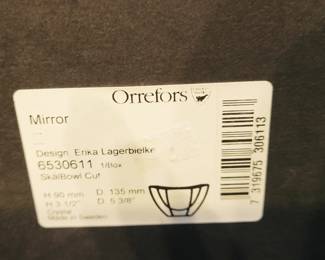 Orrefors
Mirror
Design: Erika Lagerbielke
6530611 1/Box
Skål/Bowl Cut
H 90 mm D. 135 mm
H 3 1/2" D. 5 3/8"
Crystal
Made in Sweden
7 319675 306113